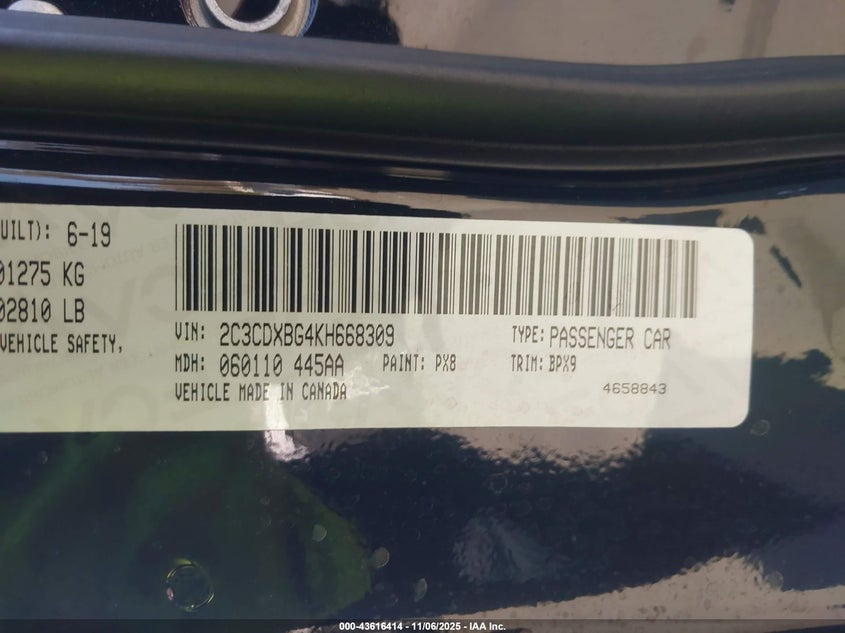 UILT): 6-19
01275 KG
02810 LB
VEHICLE SAFETY,
VIN: 2C3CDXBG4KH668309 TYPE: PASSENGER CAR
MDH: 060110 445AA PAINT: PX8 TRIM: BPX9
VEHICLE MADE IN CANADA 4658843
000-43616414 - 11/06/2025 - IAA Inc.